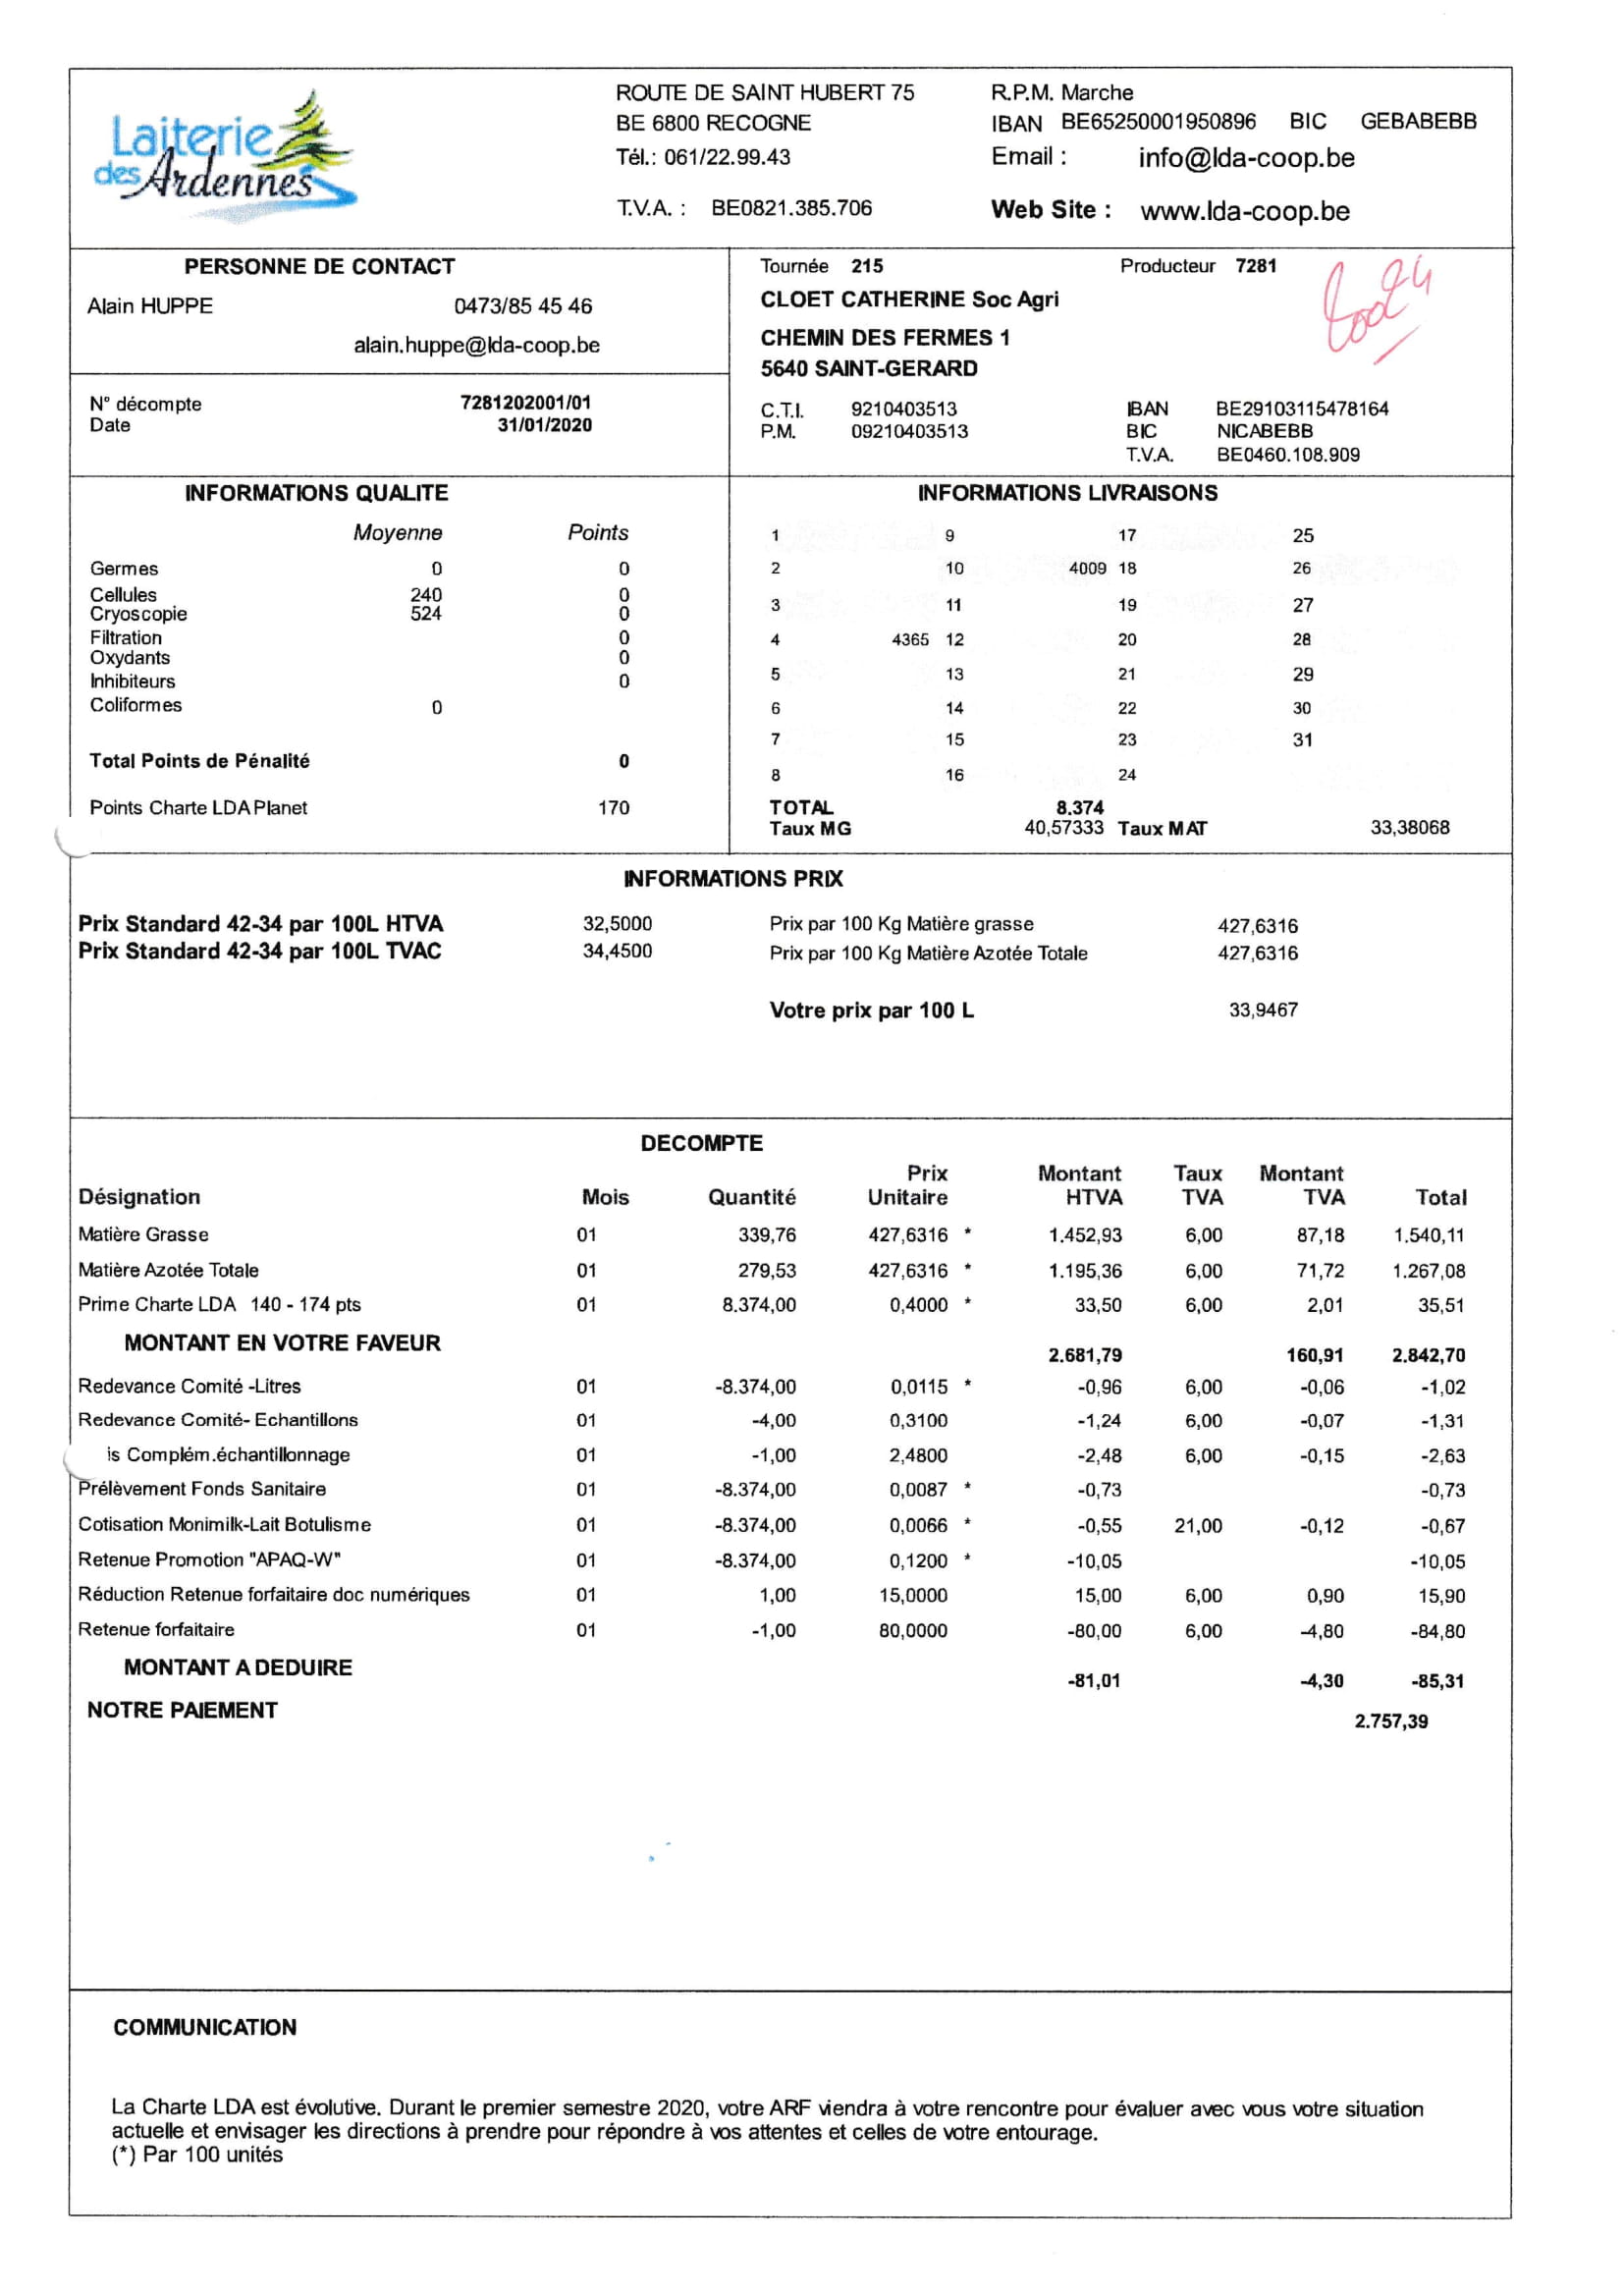 Laiterie
des Ardennes
ROUTE DE SAINT HUBERT 75
BE 6800 RECOGNE
Tél.: 061/22.99.43
T.V.A. : BE0821.385.706
R.P.M. Marche
IBAN BE65250001950896 BIC GEBABEBB
Email : info@lda-coop.be
Web Site : www.lda-coop.be
PERSONNE DE CONTACT
Alain HUPPE 0473/85 45 46
alain.huppe@lda-coop.be
N° décompte 7281202001/01
Date 31/01/2020
Tournée 215 Producteur 7281
CLOET CATHERINE Soc Agri
CHEMIN DES FERMES 1
5640 SAINT-GERARD
C.T.I. 9210403513 IBAN BE29103115478164
P.M. 09210403513 BIC NICABEBB
T.V.A. BE0460.108.909
INFORMATIONS QUALITE
Moyenne Points
Germes 0 0
Cellules 240 0
Cryoscopie 524 0
Filtration 0
Oxydants 0
Inhibiteurs 0
Coliformes 0
Total Points de Pénalité 0
Points Charte LDA Planet 170
INFORMATIONS LIVRAISONS
1 9 17 25
2 10 4009 18 26
3 11 19 27
4 4365 12 20 28
5 13 21 29
6 14 22 30
7 15 23 31
8 16 24
TOTAL 8.374
Taux MG 40,57333 Taux MAT 33,38068
INFORMATIONS PRIX
Prix Standard 42-34 par 100L HTVA 32,5000 Prix par 100 Kg Matière grasse 427,6316
Prix Standard 42-34 par 100L TVAC 34,4500 Prix par 100 Kg Matière Azotée Totale 427,6316
Votre prix par 100 L 33,9467
DECOMPTE
Prix Montant Taux Montant
Désignation Mois Quantité Unitaire HTVA TVA TVA Total
Matière Grasse 01 339,76 427,6316 * 1.452,93 6,00 87,18 1.540,11
Matière Azotée Totale 01 279,53 427,6316 * 1.195,36 6,00 71,72 1.267,08
Prime Charte LDA 140 - 174 pts 01 8.374,00 0,4000 * 33,50 6,00 2,01 35,51
MONTANT EN VOTRE FAVEUR 2.681,79 160,91 2.842,70
Redevance Comité -Litres 01 -8.374,00 0,0115 * -0,96 6,00 -0,06 -1,02
Redevance Comité- Echantillons 01 -4,00 0,3100 -1,24 6,00 -0,07 -1,31
is Complém.échantillonnage 01 -1,00 2,4800 -2,48 6,00 -0,15 -2,63
Prélèvement Fonds Sanitaire 01 -8.374,00 0,0087 * -0,73 -0,73
Cotisation Monimilk-Lait Botulisme 01 -8.374,00 0,0066 * -0,55 21,00 -0,12 -0,67
Retenue Promotion "APAQ-W" 01 -8.374,00 0,1200 * -10,05 -10,05
Réduction Retenue forfaitaire doc numériques 01 1,00 15,0000 15,00 6,00 0,90 15,90
Retenue forfaitaire 01 -1,00 80,0000 -80,00 6,00 -4,80 -84,80
MONTANT A DEDUIRE -81,01 -4,30 -85,31
NOTRE PAIEMENT 2.757,39
COMMUNICATION
La Charte LDA est évolutive. Durant le premier semestre 2020, votre ARF viendra à votre rencontre pour évaluer avec vous votre situation
actuelle et envisager les directions à prendre pour répondre à vos attentes et celles de votre entourage.
(*) Par 100 unités